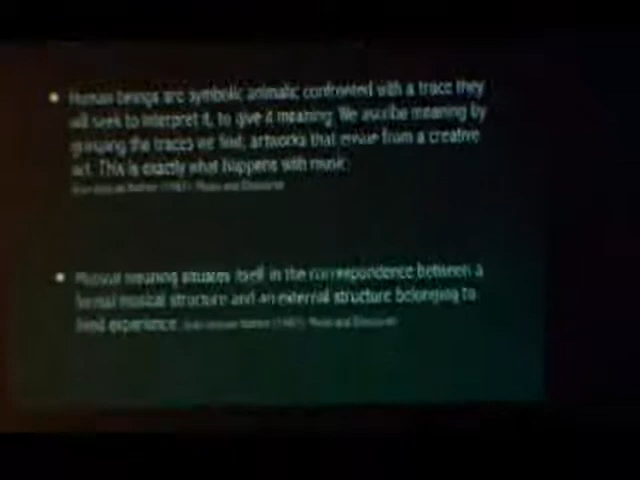 Human beings are symbolic animals; confronted with a trace they
will seek to interpret it, to give it meaning. We ascribe meaning by
grasping the traces we find, artworks that ensue from a creative
act. This is exactly what happens with music.
Musical meaning situates itself in the correspondence between a
formal musical structure and an external structure belonging to
lived experience.